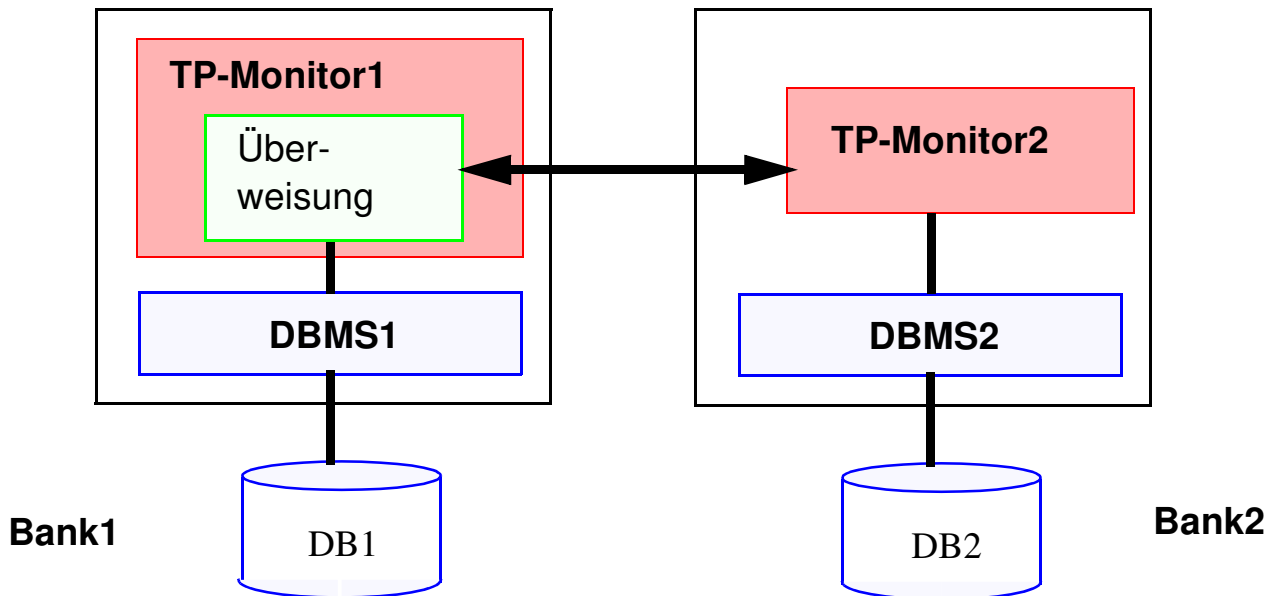 TP-Monitor1
Über-
weisung
TP-Monitor2
DBMS1
DBMS2
Bank1
DB1
DB2
Bank2